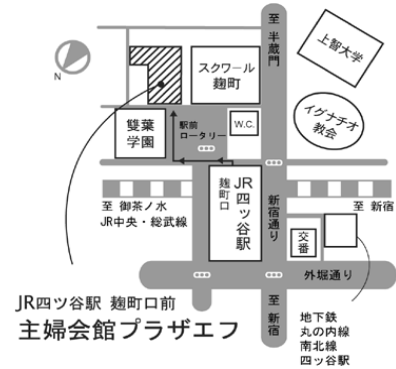 至 半蔵門
上智大学
N
スクワール
麹町
イグナチオ
教会
雙葉
学園
駅前
ロータリー
W.C.
麹町口
JR四ッ谷駅
新宿通り
至 御茶ノ水
JR中央・総武線
至 新宿
交番
外堀通り
至 新宿
JR四ツ谷駅 麹町口前
主婦会館プラザエフ
地下鉄
丸の内線
南北線
四ッ谷駅